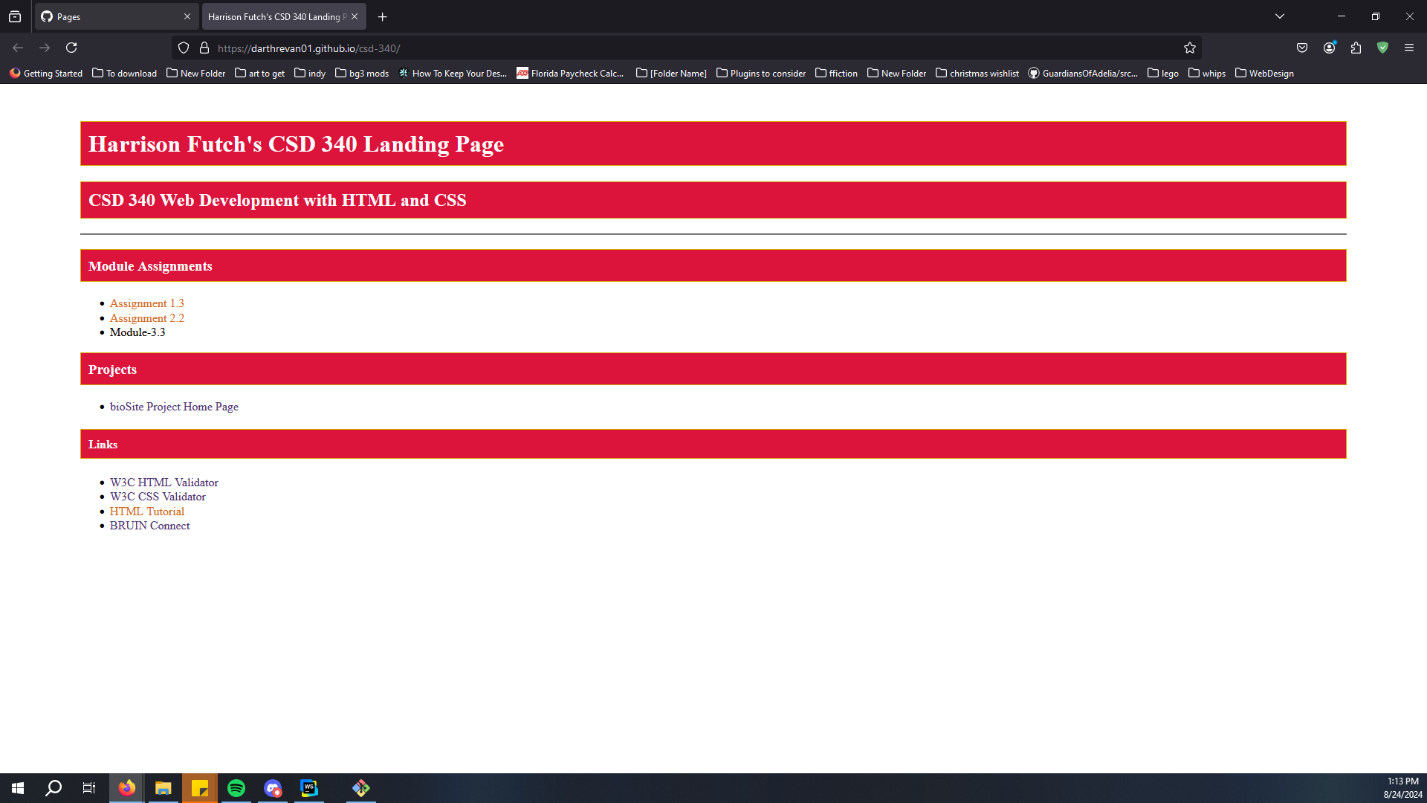 Pages
Harrison Futch's CSD 340 Landing P
https://darthrevan01.github.io/csd-340/
Getting Started To download New Folder art to get indy bg3 mods How To Keep Your Des... Florida Paycheck Calc... [Folder Name] Plugins to consider ffiction New Folder christmas wishlist GuardiansOfAdelia/src... lego whips WebDesign
Harrison Futch's CSD 340 Landing Page
CSD 340 Web Development with HTML and CSS
Module Assignments
Assignment 1.3
Assignment 2.2
Module-3.3
Projects
bioSite Project Home Page
Links
W3C HTML Validator
W3C CSS Validator
HTML Tutorial
BRUIN Connect
WS
1:13 PM
8/24/2024